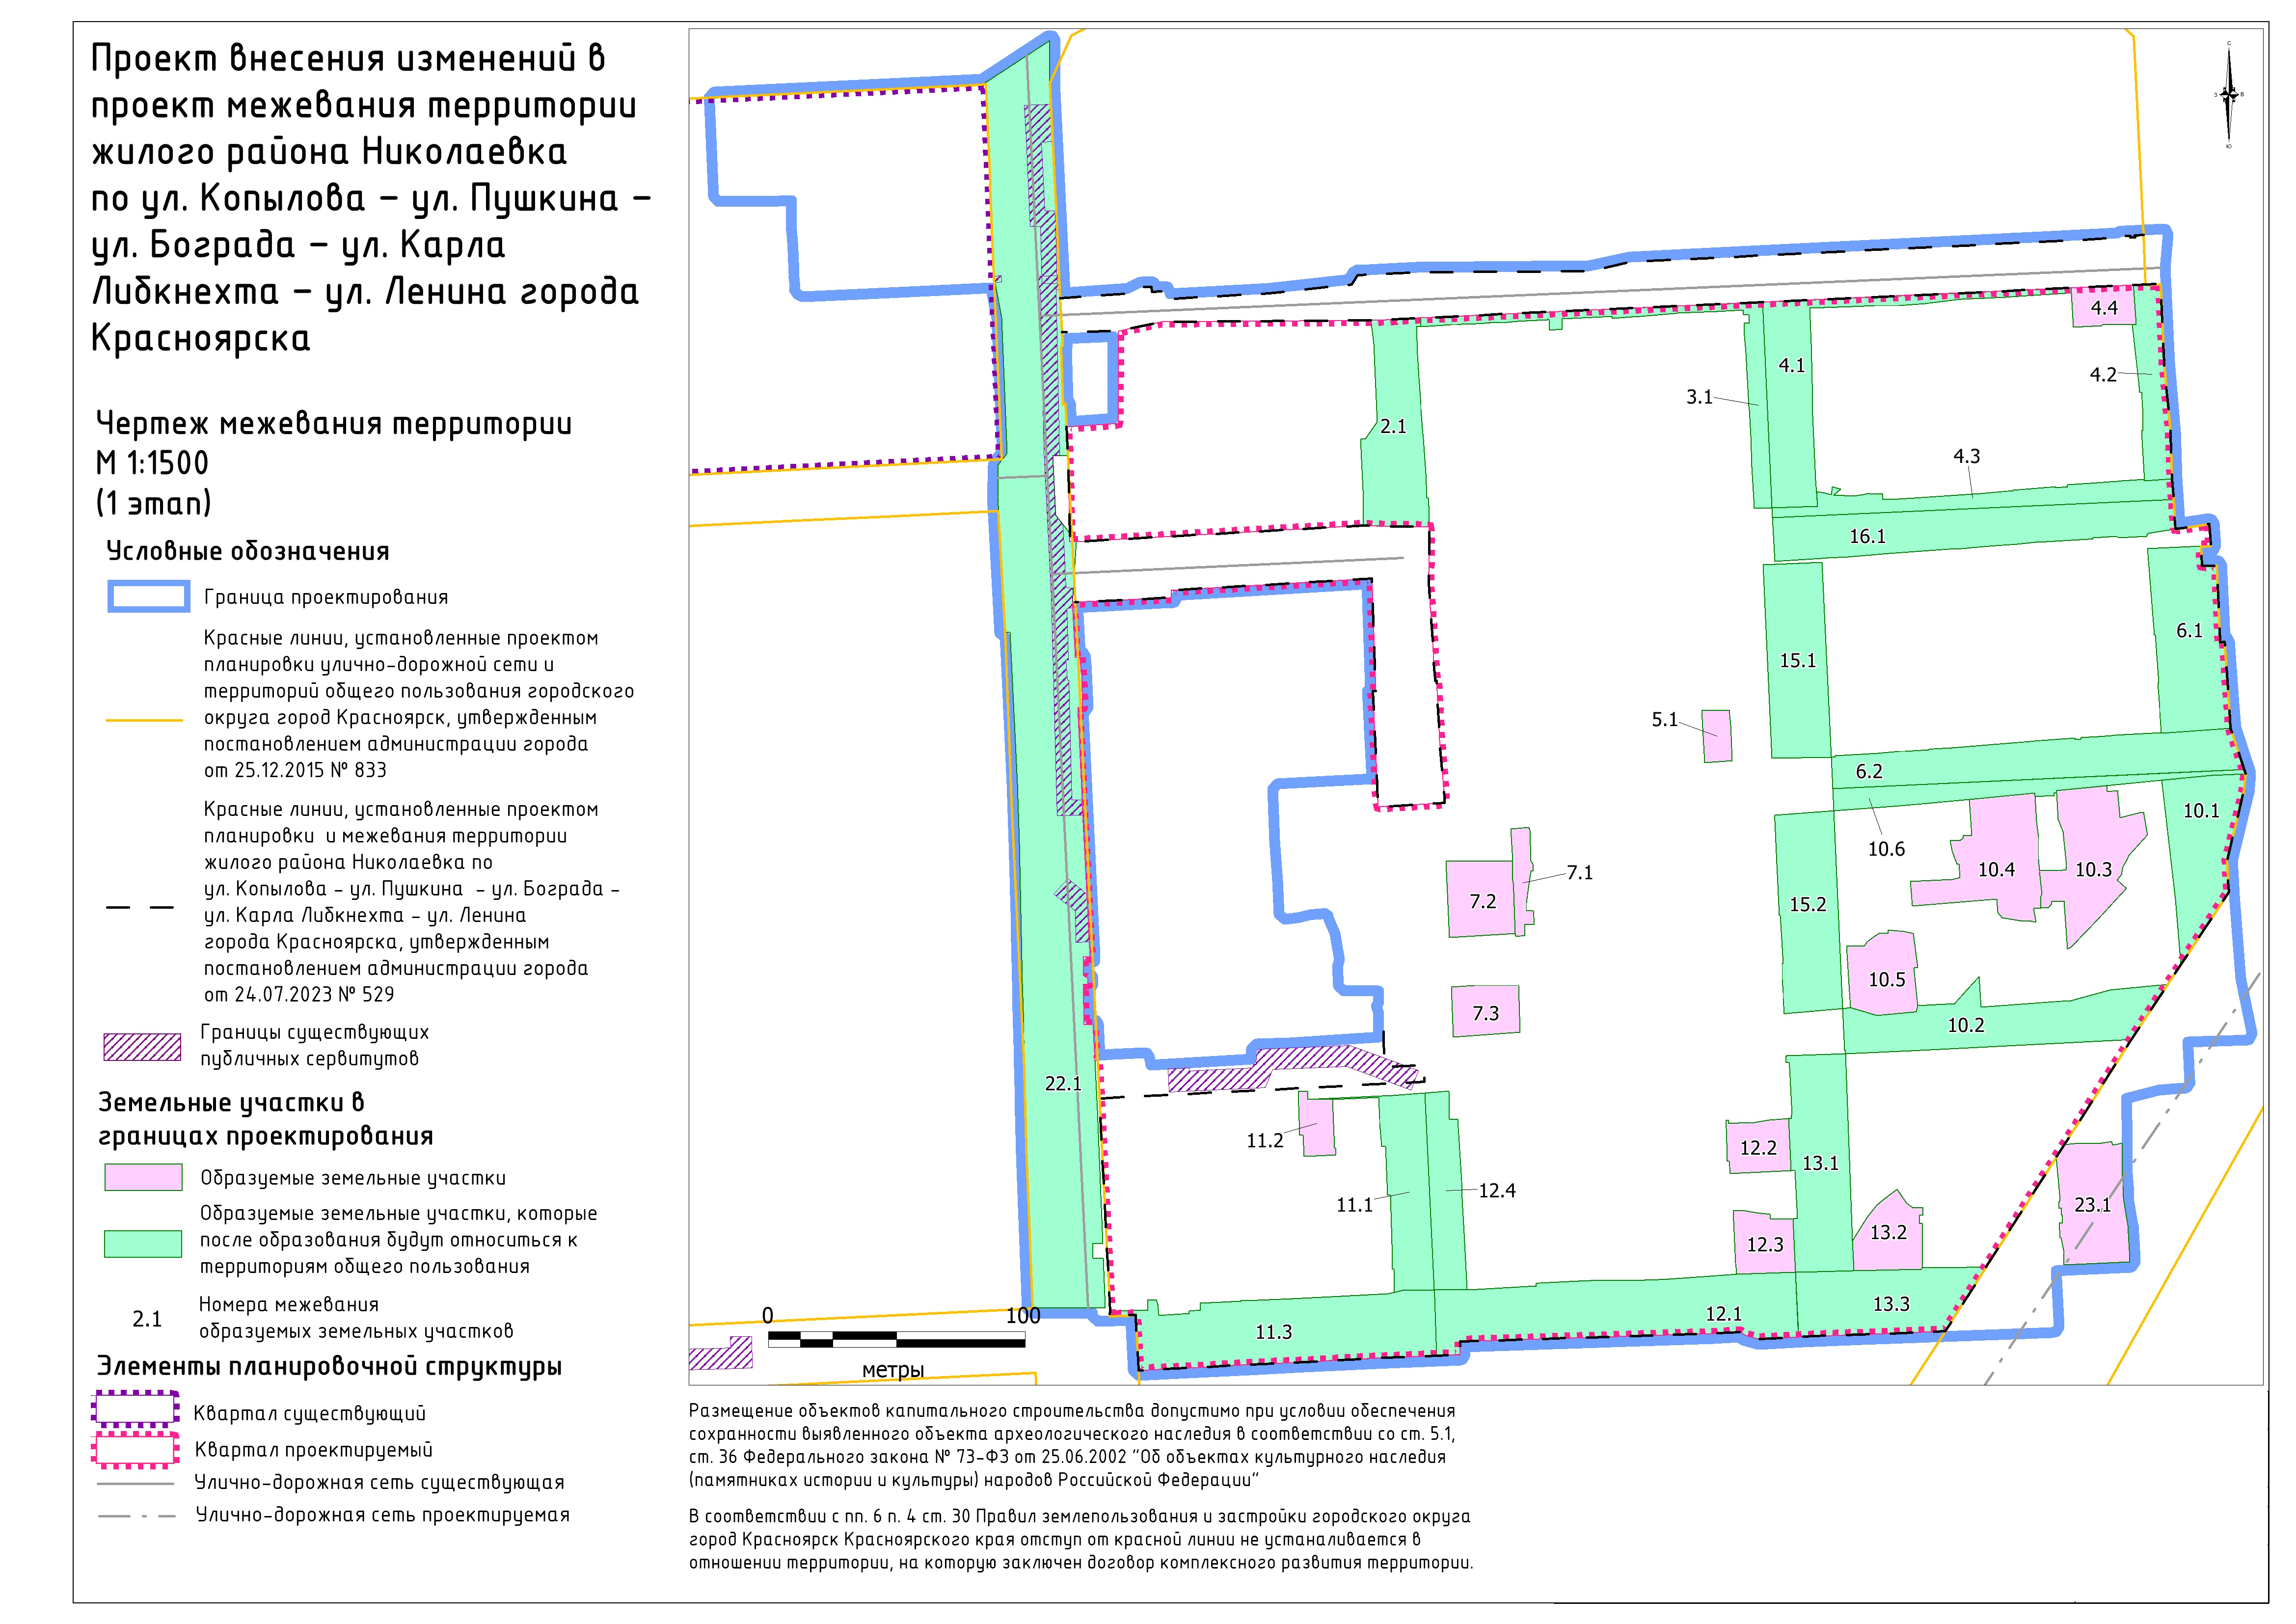 Проект внесения изменений в
проект межевания территории
жилого района Николаевка
по ул. Копылова – ул. Пушкина –
ул. Бограда – ул. Карла
Либкнехта – ул. Ленина города
Красноярска
Чертеж межевания территории
М 1:1500
(1 этап)
Условные обозначения
Граница проектирования
Красные линии, установленные проектом
планировки улично-дорожной сети и
территорий общего пользования городского
округа город Красноярск, утвержденным
постановлением администрации города
от 25.12.2015 № 833
Красные линии, установленные проектом
планировки и межевания территории
жилого района Николаевка по
ул. Копылова - ул. Пушкина - ул. Бограда -
ул. Карла Либкнехта - ул. Ленина
города Красноярска, утвержденным
постановлением администрации города
от 24.07.2023 № 529
Границы существующих
публичных сервитутов
Земельные участки в
границах проектирования
Образуемые земельные участки
Образуемые земельные участки, которые
после образования будут относиться к
территориям общего пользования
2.1
Номера межевания
образуемых земельных участков
Элементы планировочной структуры
Квартал существующий
Квартал проектируемый
Улично-дорожная сеть существующая
Улично-дорожная сеть проектируемая
С
З
В
Ю
4.4
4.1
4.2
3.1
2.1
4.3
16.1
6.1
15.1
5.1
6.2
10.1
10.6
10.4
10.3
7.1
7.2
15.2
10.5
7.3
10.2
22.1
11.2
12.2
13.1
11.1
12.4
23.1
12.3
13.2
13.3
12.1
11.3
0
100
метры
Размещение объектов капитального строительства допустимо при условии обеспечения
сохранности выявленного объекта археологического наследия в соответствии со ст. 5.1,
ст. 36 Федерального закона № 73-ФЗ от 25.06.2002 "Об объектах культурного наследия
(памятниках истории и культуры) народов Российской Федерации"
В соответствии с пп. 6 п. 4 ст. 30 Правил землепользования и застройки городского округа
город Красноярск Красноярского края отступ от красной линии не устаналивается в
отношении территории, на которую заключен договор комплексного развития территории.